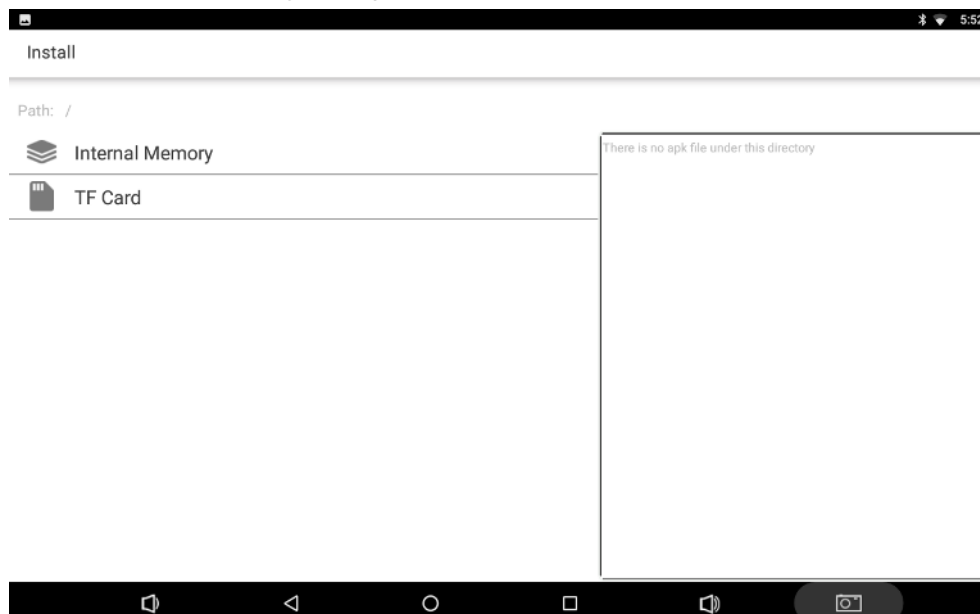 5:52
Install
Path: /
Internal Memory
There is no apk file under this directory
TF Card